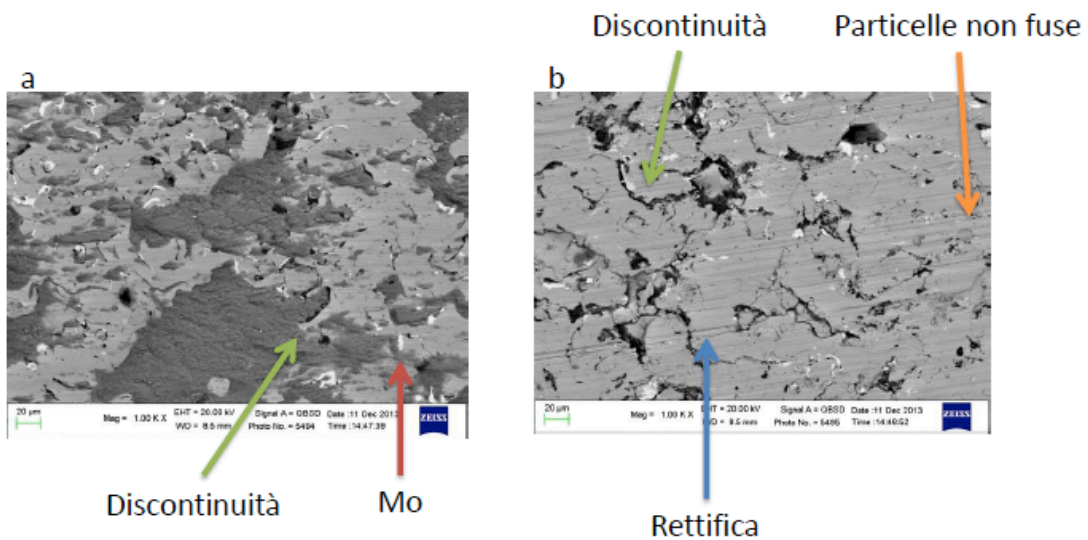 Discontinuità
Particelle non fuse
a
b
20 µm
Mag = 1.00 K X
EHT = 20.00 kV
Signal A = QBSD
Date :11 Dec 2013
WD = 8.5 mm
Photo No. = 5494
Time :14:47:39
ZEISS
20 µm
Mag = 1.00 K X
EHT = 20.00 kV
Signal A = QBSD
Date :11 Dec 2013
WD = 8.5 mm
Photo No. = 5495
Time :14:48:52
ZEISS
Discontinuità
Mo
Rettifica